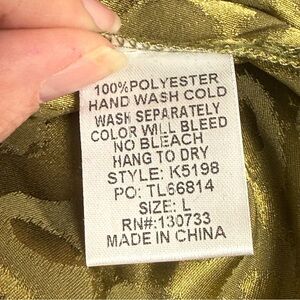 100%POLYESTER
HAND WASH COLD
WASH SEPARATELY
COLOR WILL BLEED
NO BLEACH
HANG TO DRY
STYLE: K5198
PO: TL66814
SIZE: L
RN#:130733
MADE IN CHINA